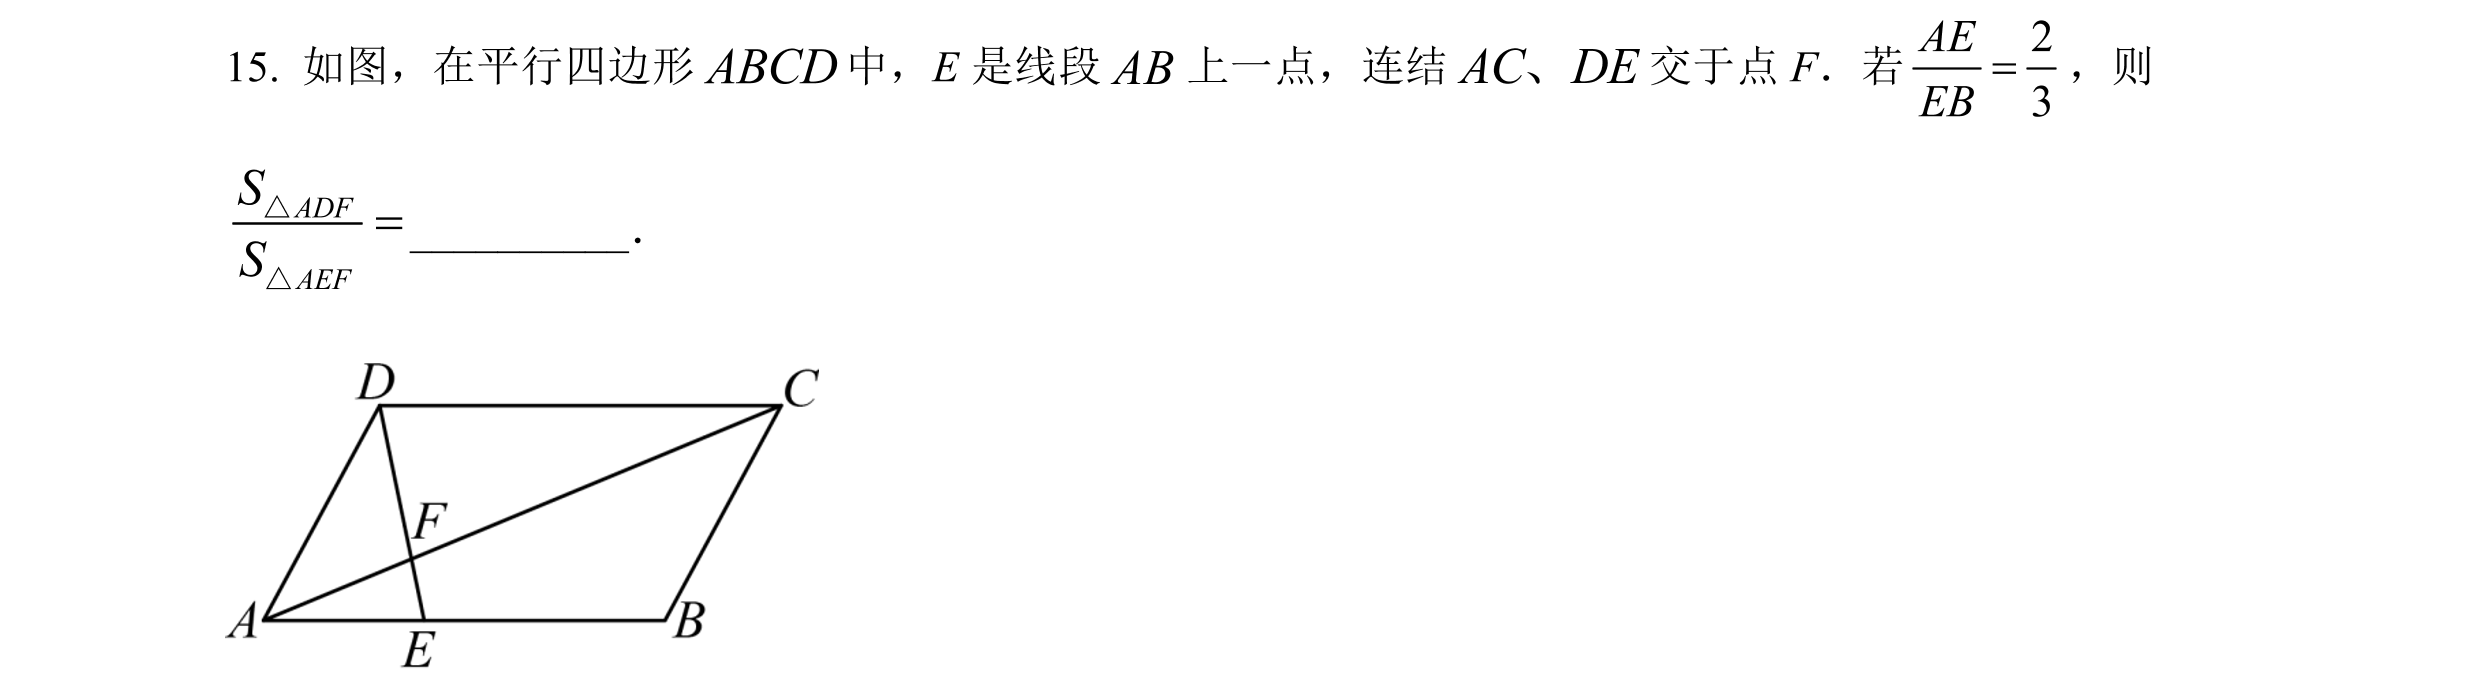 15. 如图，在平行四边形 ABCD 中，E 是线段 AB 上一点，连结 AC、DE 交于点 F．若 \frac{AE}{EB}=\frac{2}{3}，则
\frac{S_{△ADF}}{S_{△AEF}}=__________.
D C
F
A B
E